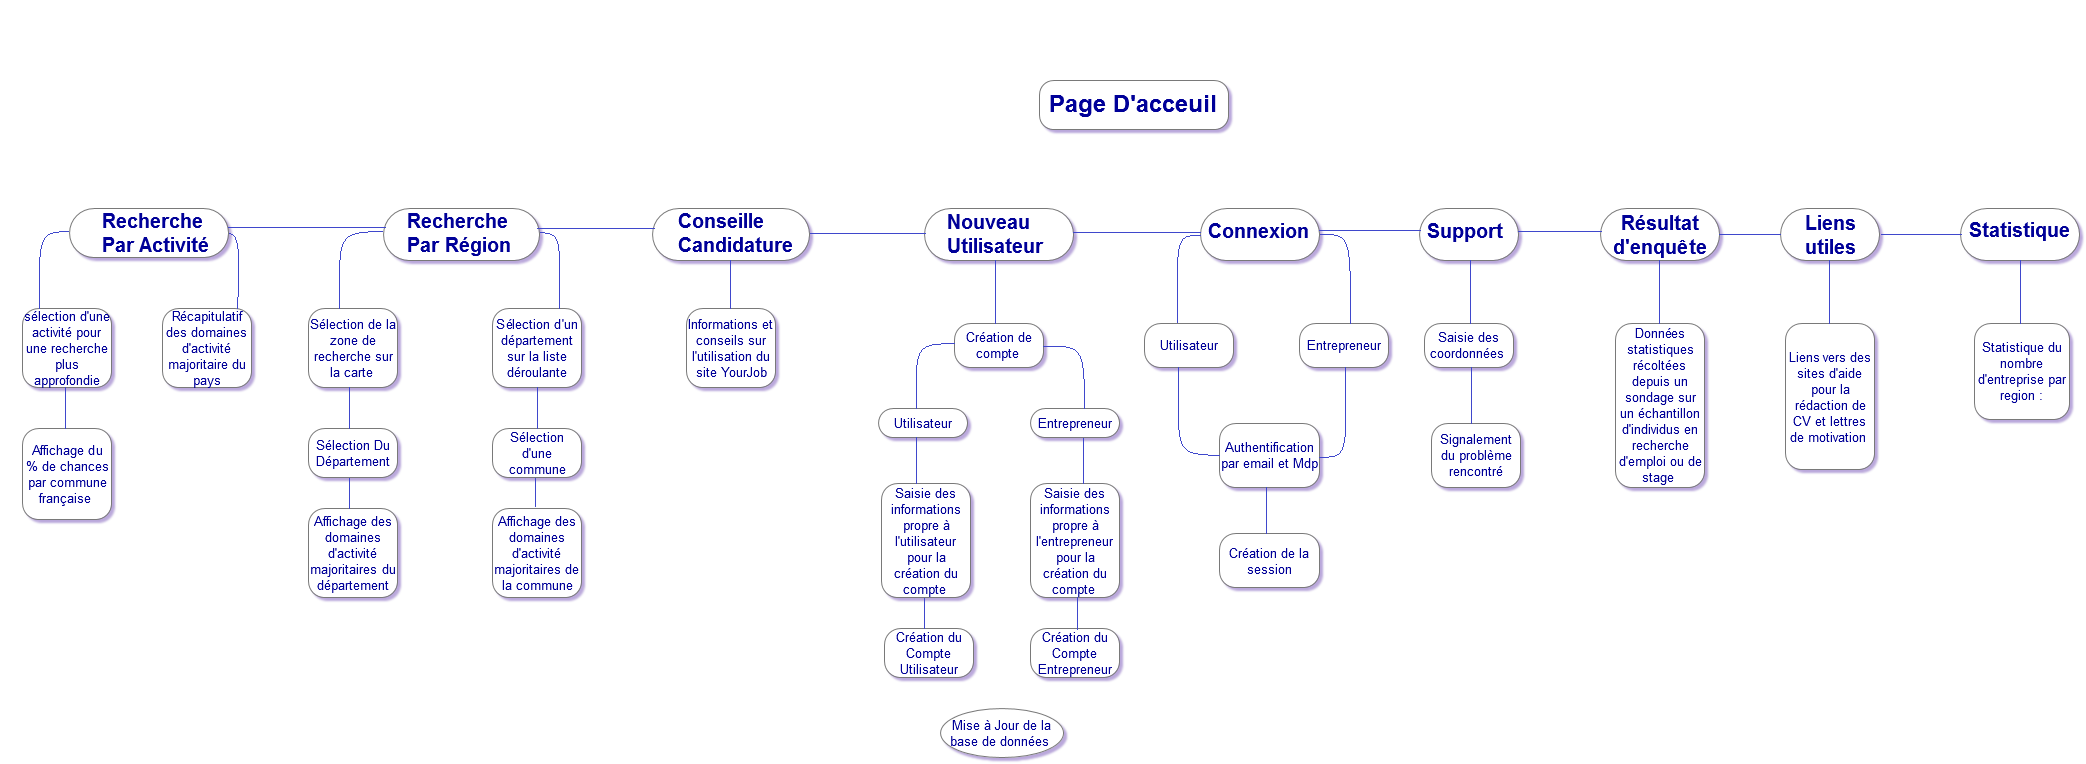 Page D'acceuil
Recherche
Par Activité
Recherche
Par Région
Conseille
Candidature
Nouveau
Utilisateur
Connexion
Support
Résultat
d'enquête
Liens
utiles
Statistique
sélection d'une
activité pour
une recherche
plus
approfondie
Récapitulatif
des domaines
d'activité
majoritaire du
pays
Affichage du
% de chances
par commune
française
Sélection de la
zone de
recherche sur
la carte
Sélection Du
Département
Affichage des
domaines
d'activité
majoritaires du
département
Sélection d'un
département
sur la liste
déroulante
Sélection
d'une
commune
Affichage des
domaines
d'activité
majoritaires de
la commune
Informations et
conseils sur
l'utilisation du
site YourJob
Création de
compte
Utilisateur
Saisie des
informations
propre à
l'utilisateur
pour la
création du
compte
Création du
Compte
Utilisateur
Entrepreneur
Saisie des
informations
propre à
l'entrepreneur
pour la
création du
compte
Création du
Compte
Entrepreneur
Mise à Jour de la
base de données
Utilisateur
Entrepreneur
Authentification
par email et Mdp
Création de la
session
Saisie des
coordonnées
Signalement
du problème
rencontré
Données
statistiques
récoltées
depuis un
sondage sur
un échantillon
d'individus en
recherche
d'emploi ou de
stage
Liens vers des
sites d'aide
pour la
rédaction de
CV et lettres
de motivation
Statistique du
nombre
d'entreprise par
region :